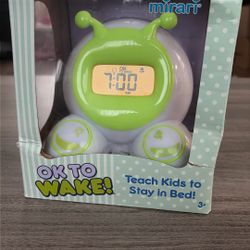 mirari
7:00
OK TO
WAKE!
Teach Kids to
Stay in Bed!
3+